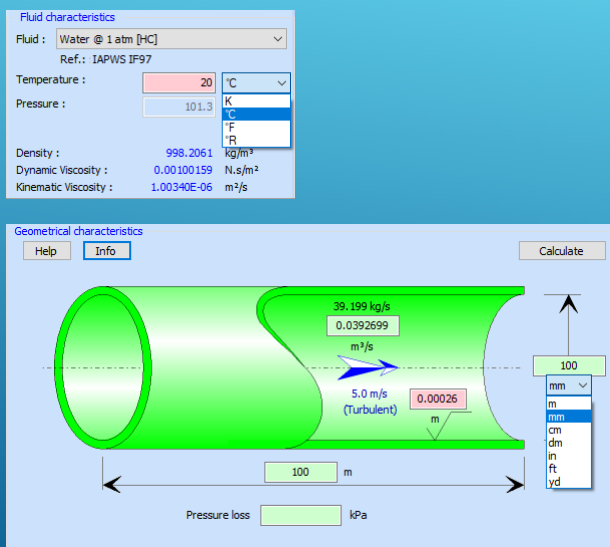 Fluid characteristics
Fluid : Water @ 1 atm [HC]
Ref.: IAPWS IF97
Temperature : 20 °C
Pressure : 101.3
K
°C
°F
°R
Density : 998.2061 kg/m³
Dynamic Viscosity : 0.00100159 N.s/m²
Kinematic Viscosity : 1.00340E-06 m²/s
Geometrical characteristics
Help Info Calculate
39.199 kg/s
0.0392699
m³/s
5.0 m/s
(Turbulent)
0.00026
m
100
mm
m
mm
cm
dm
in
ft
yd
100 m
Pressure loss kPa